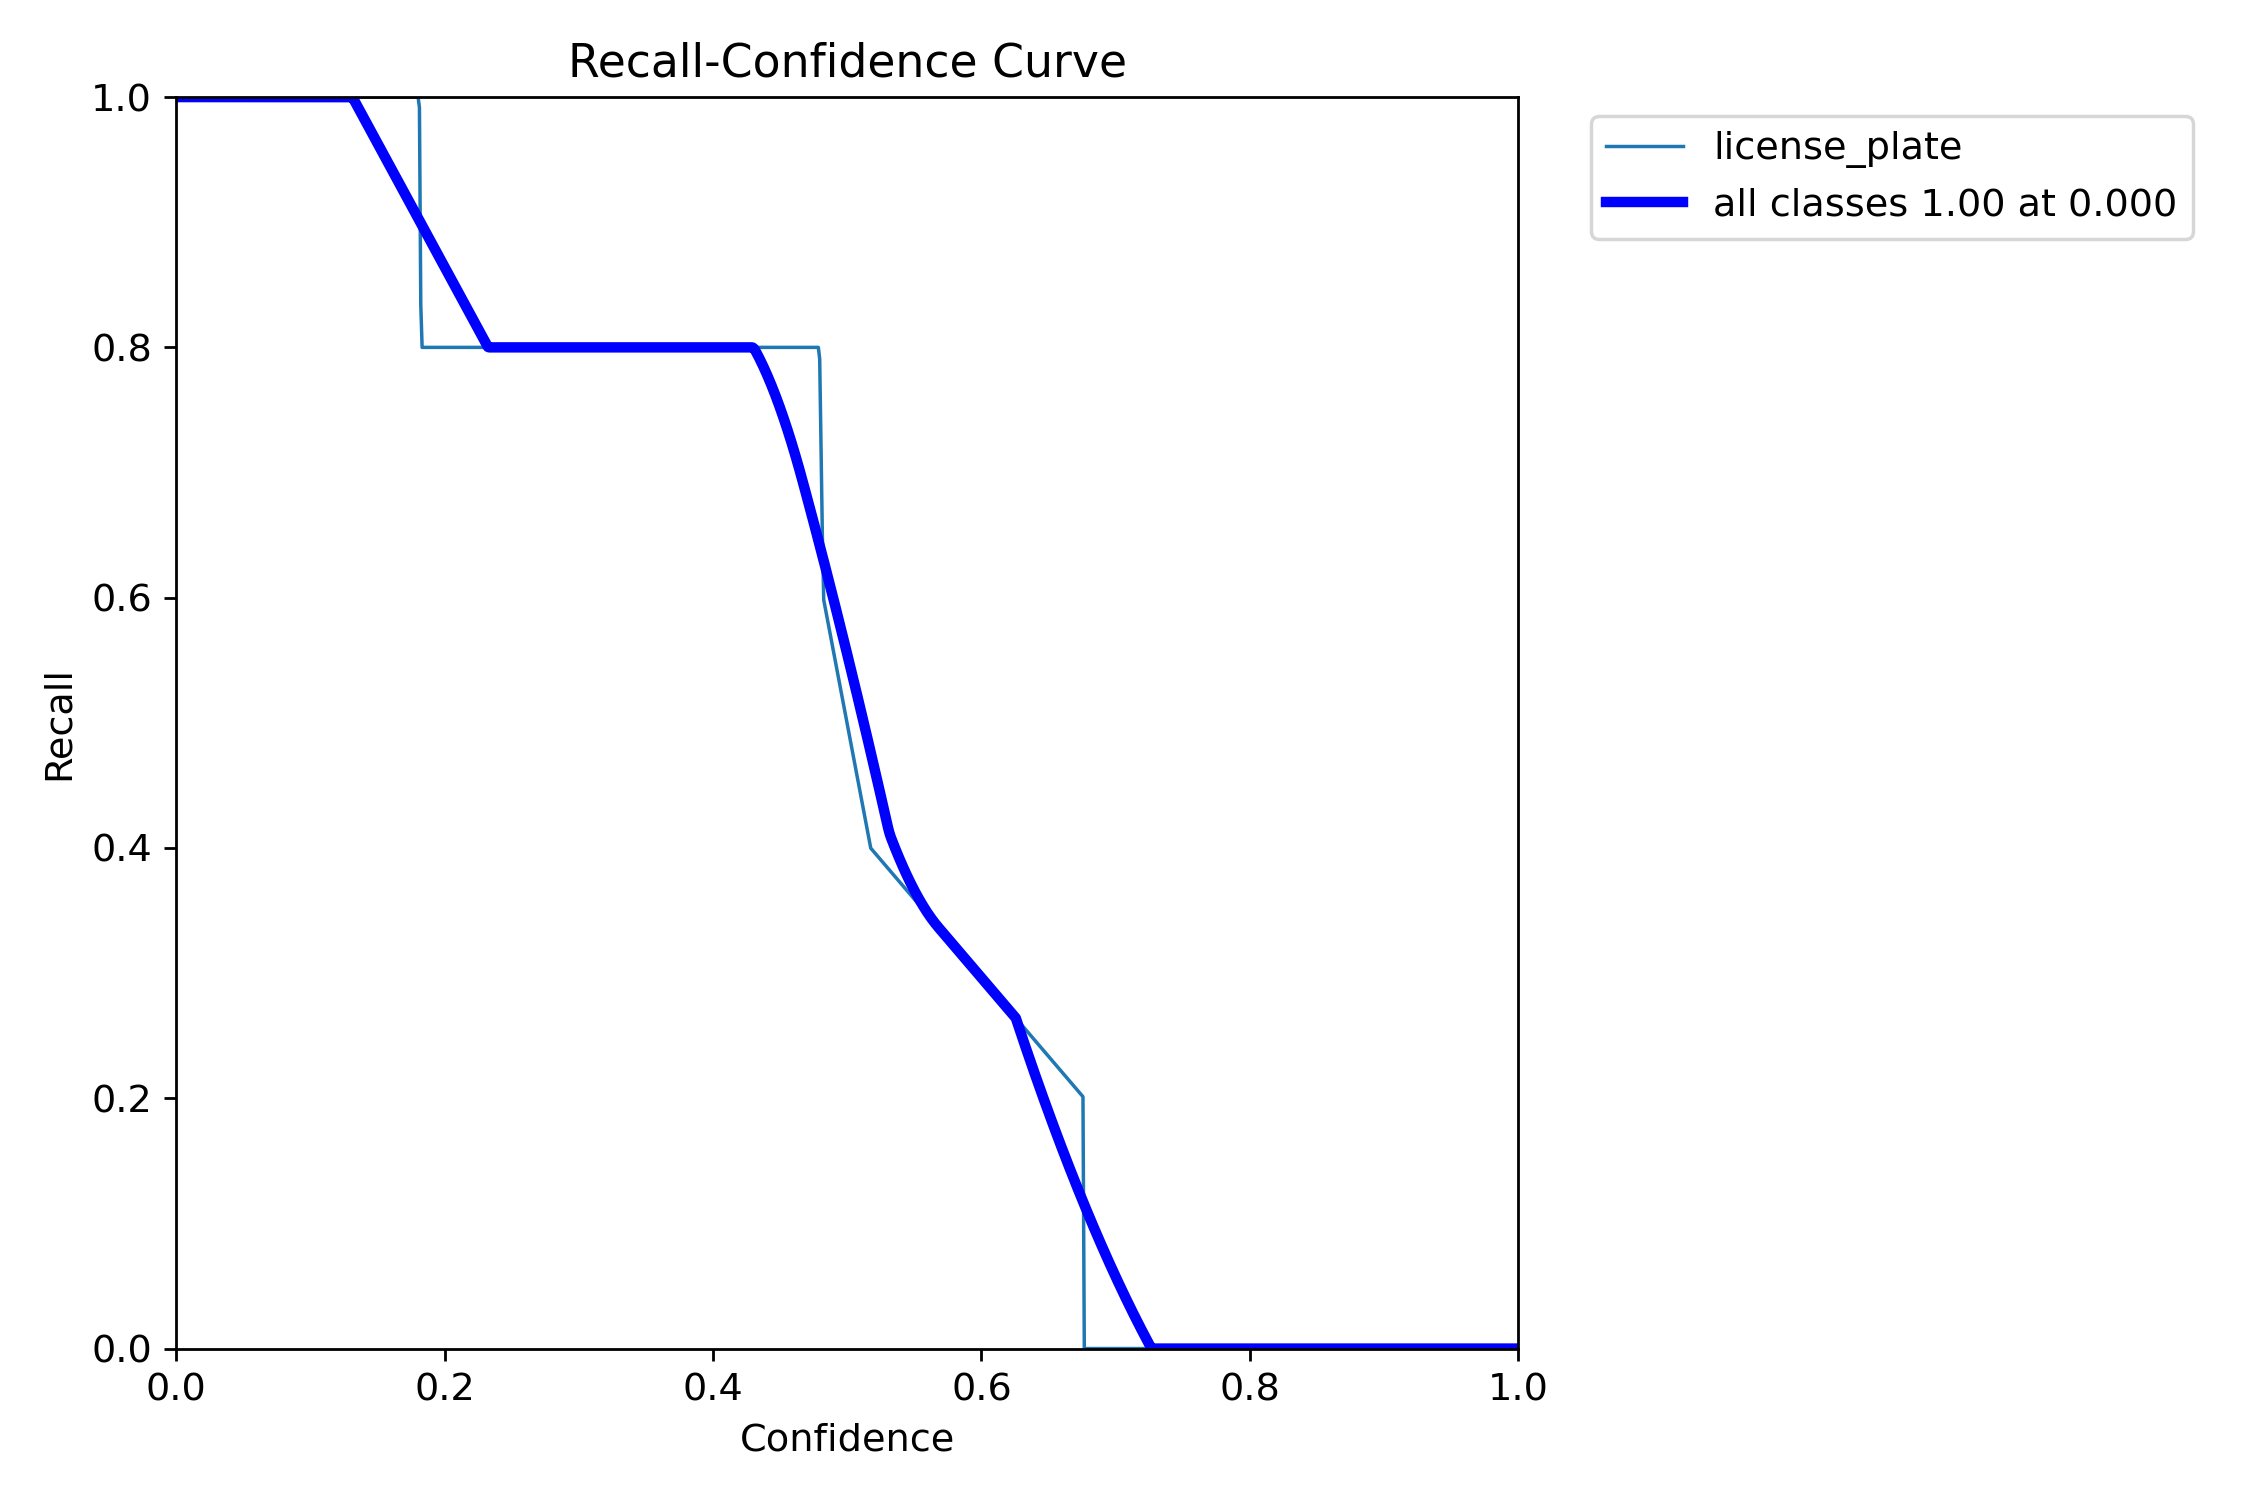 Recall-Confidence Curve
license_plate
all classes 1.00 at 0.000
1.0
0.8
0.6
0.4
0.2
0.0
Recall
0.0 0.2 0.4 0.6 0.8 1.0
Confidence